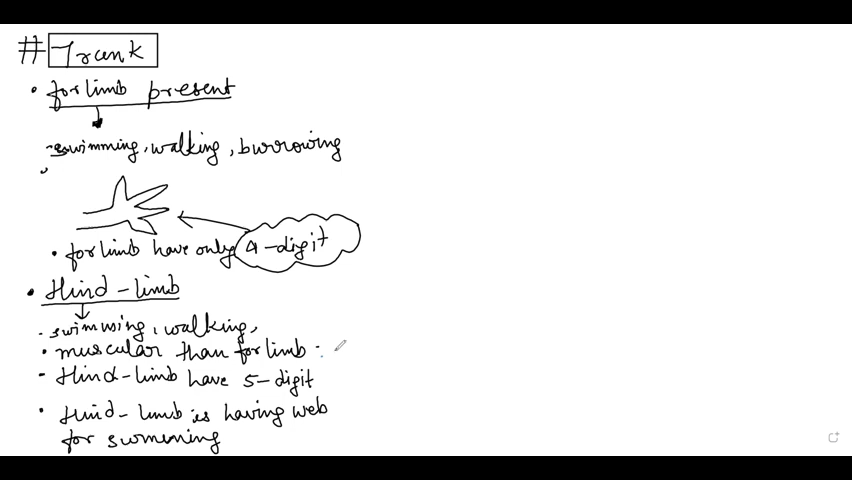 # Trunk
• forlimb present
- swimming, walking, burrowing
• forlimb have only 4-digit
• Hind-limb
- swimming, walking,
• muscular than forlimb :
- Hind-limb have 5-digit
• Hind-limb is having web
for swimming